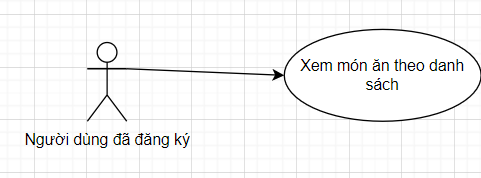 Xem món ăn theo danh
sách
Người dùng đã đăng ký